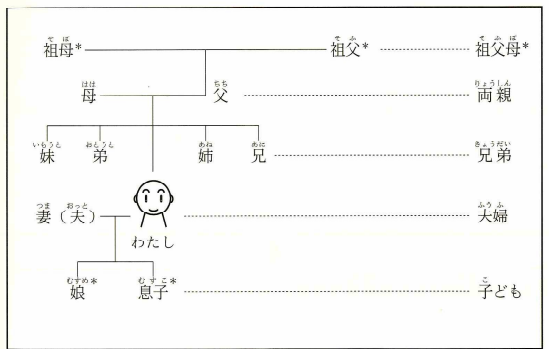 そぼ そふ そふぼ
祖母* 祖父* 祖父母*
はは ちち りょうしん
母 父 両親
いもうと おとうと あね あに きょうだい
妹 弟 姉 兄 兄弟
つま おっと ふうふ
妻(夫) 夫婦
わたし
むすめ むすこ こ
娘* 息子* 子ども